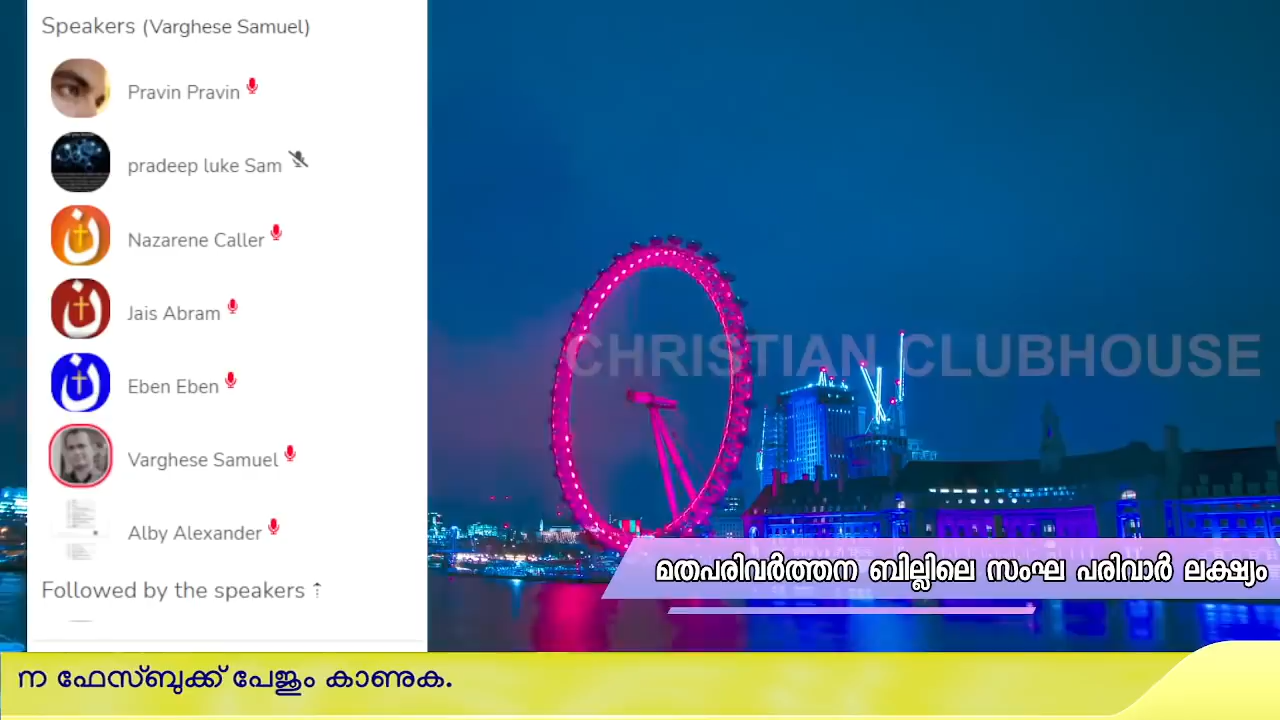 Speakers (Varghese Samuel)
Pravin Pravin
pradeep luke Sam
Nazarene Caller
Jais Abram
Eben Eben
Varghese Samuel
Alby Alexander
Followed by the speakers
CHRISTIAN CLUBHOUSE
മതപരിവർത്തന ബില്ലിലെ സംഘ പരിവാർ ലക്ഷ്യം
ന ഫേസ്ബുക്ക് പേജും കാണുക.